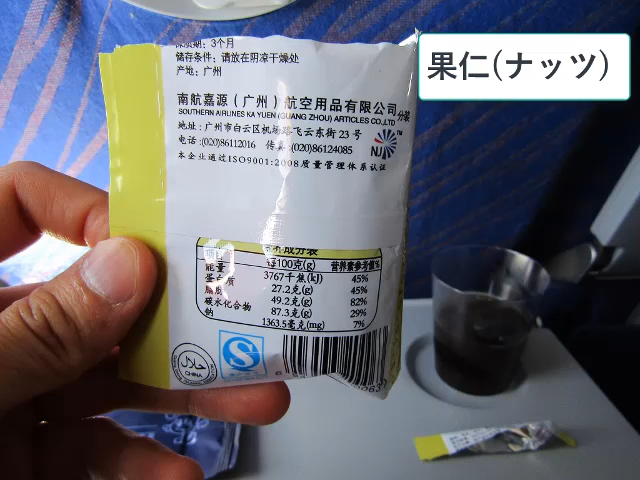 果仁(ナッツ)
保质期: 3个月
储存条件: 请放在阴凉干燥处
产地: 广州
南航嘉源(广州)航空用品有限公司 分装
SOUTHERN AIRLINES KA YUEN (GUANG ZHOU) ARTICLES CO.,LTD
地址: 广州市白云区机场路飞云东街23号
电话:(020)86112016 传真:(020)86124085
NJ™
本企业通过ISO9001:2008质量管理体系认证
成分表
项目 每100克(g) 营养素参考值%
能量 3767千焦(kJ) 45%
蛋白质 27.2克(g) 45%
脂质 49.2克(g) 82%
碳水化合物 87.3克(g) 29%
钠 1363.5毫克(mg) 7%
حلال
CHINA
S